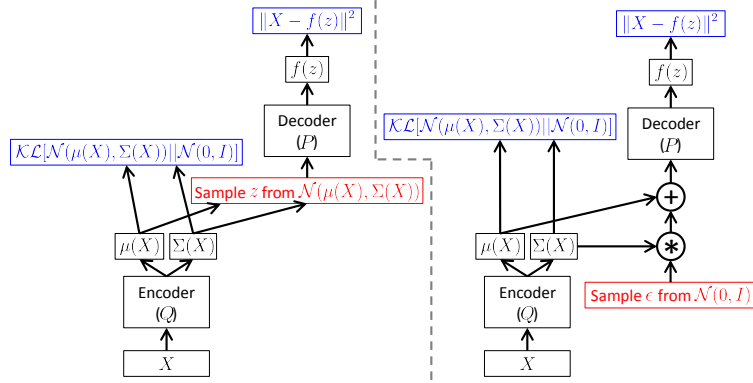 ‖X − f(z)‖²
f(z)
Decoder
(P)
𝒦ℒ[𝒩(μ(X), Σ(X))||𝒩(0, I)]
Sample z from 𝒩(μ(X), Σ(X))
μ(X)
Σ(X)
Encoder
(Q)
X
‖X − f(z)‖²
f(z)
Decoder
(P)
𝒦ℒ[𝒩(μ(X), Σ(X))||𝒩(0, I)]
+
μ(X)
Σ(X)
*
Sample ϵ from 𝒩(0, I)
Encoder
(Q)
X